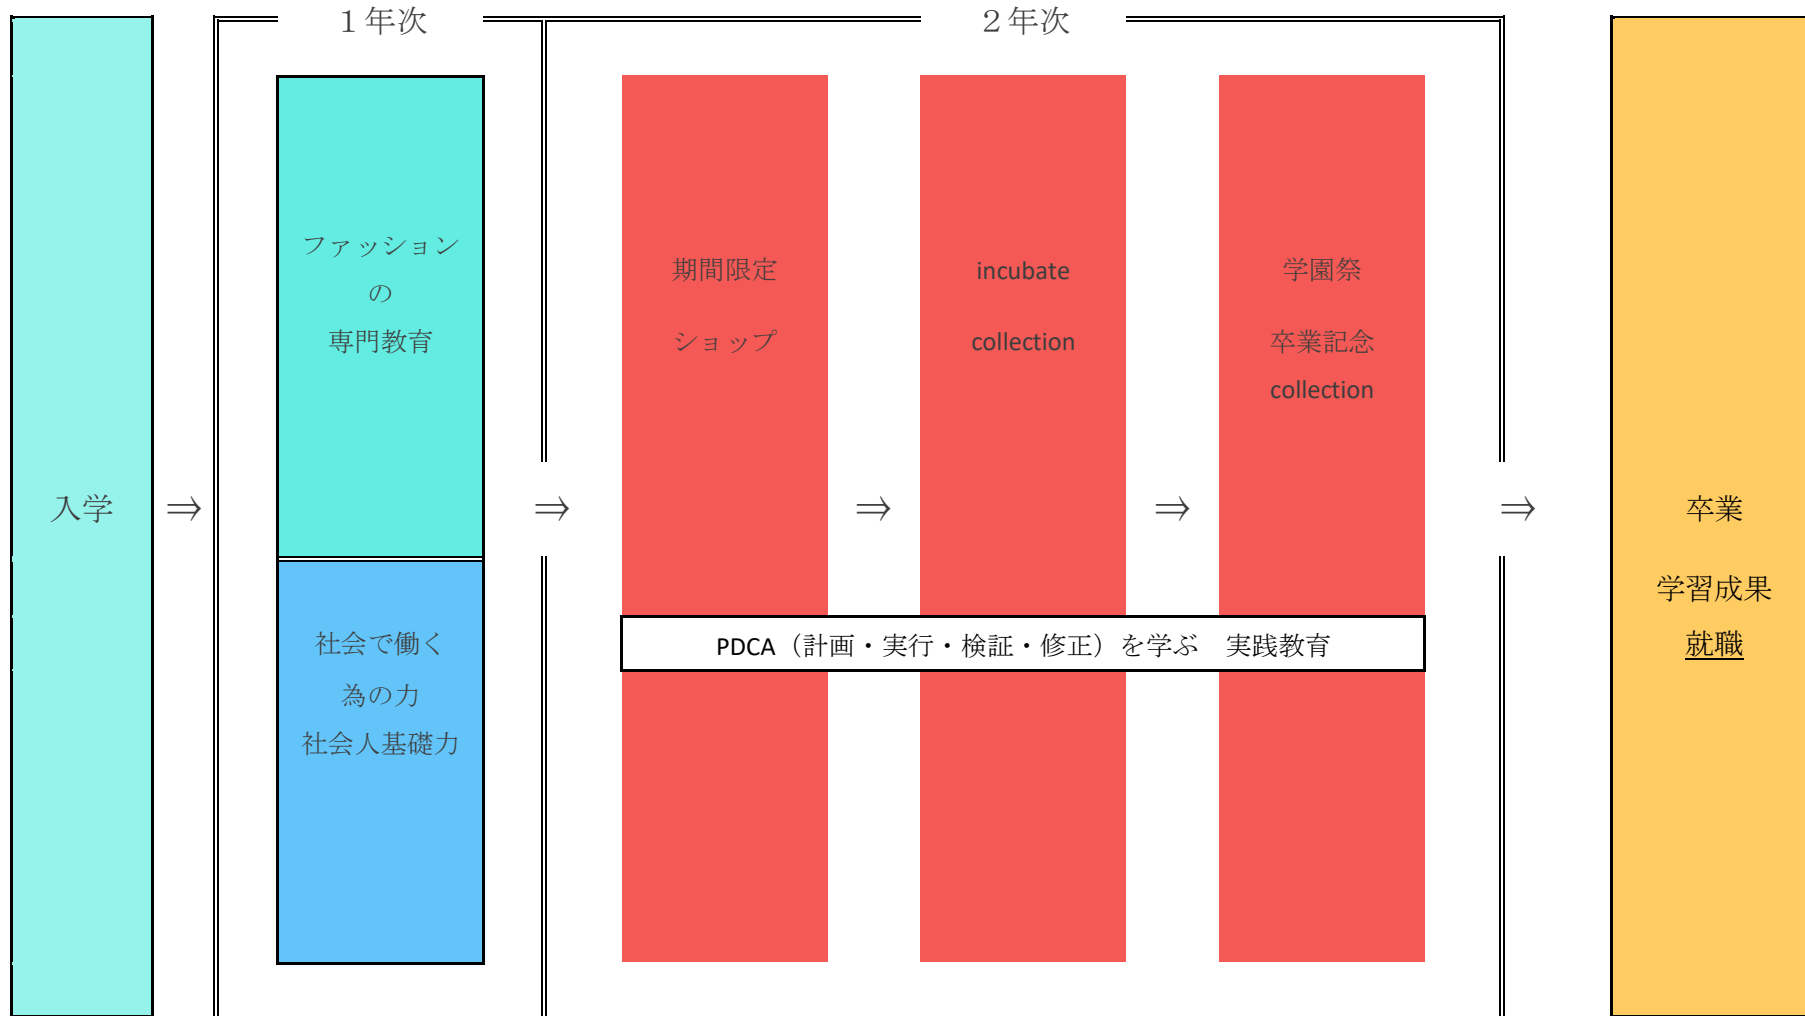 １年次
２年次
入学
⇒
ファッション
の
専門教育
社会で働く
為の力
社会人基礎力
⇒
期間限定
ショップ
⇒
incubate
collection
⇒
学園祭
卒業記念
collection
PDCA（計画・実行・検証・修正）を学ぶ　実践教育
⇒
卒業
学習成果
就職